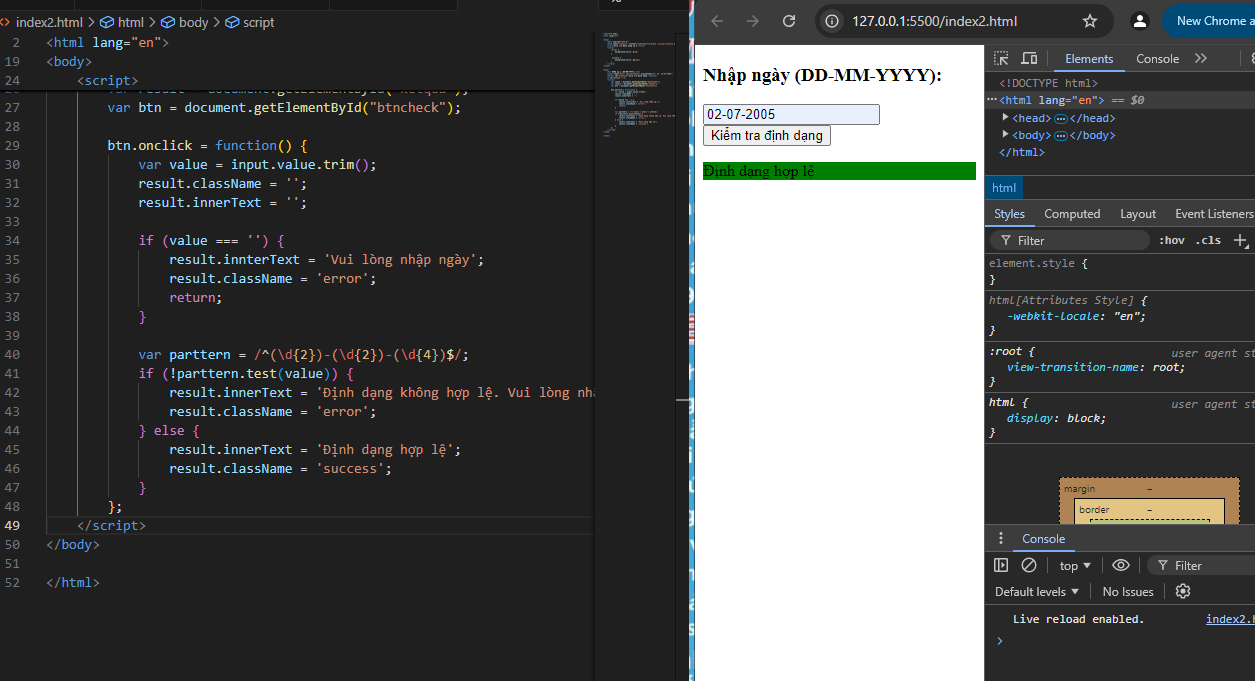 index2.html > html > body > script
2 <html lang="en">
19 <body>
24 <script>
27 var btn = document.getElementById("btncheck");
28
29 btn.onclick = function() {
30 var value = input.value.trim();
31 result.className = '';
32 result.innerText = '';
33
34 if (value === '') {
35 result.innterText = 'Vui lòng nhập ngày';
36 result.className = 'error';
37 return;
38 }
39
40 var parttern = /^(\d{2})-(\d{2})-(\d{4})$/;
41 if (!parttern.test(value)) {
42 result.innerText = 'Định dạng không hợp lệ. Vui lòng nhậ
43 result.className = 'error';
44 } else {
45 result.innerText = 'Định dạng hợp lệ';
46 result.className = 'success';
47 }
48 };
49 </script>
50 </body>
51
52 </html>
127.0.0.1:5500/index2.html
New Chrome a
Nhập ngày (DD-MM-YYYY):
02-07-2005
Kiểm tra định dạng
Định dạng hợp lệ
Elements Console
<!DOCTYPE html>
<html lang="en"> == $0
<head> </head>
<body> </body>
</html>
html
Styles Computed Layout Event Listeners
Filter :hov .cls
element.style {
}
html[Attributes Style] {
-webkit-locale: "en";
}
:root { user agent st
view-transition-name: root;
}
html { user agent st
display: block;
}
margin -
border -
Console
top Filter
Default levels No Issues
Live reload enabled. index2.